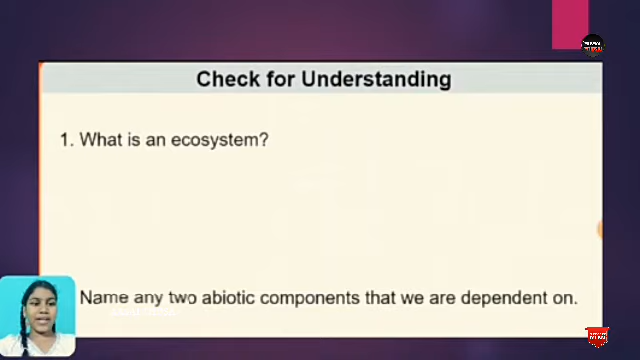 Check for Understanding
1. What is an ecosystem?
Name any two abiotic components that we are dependent on.